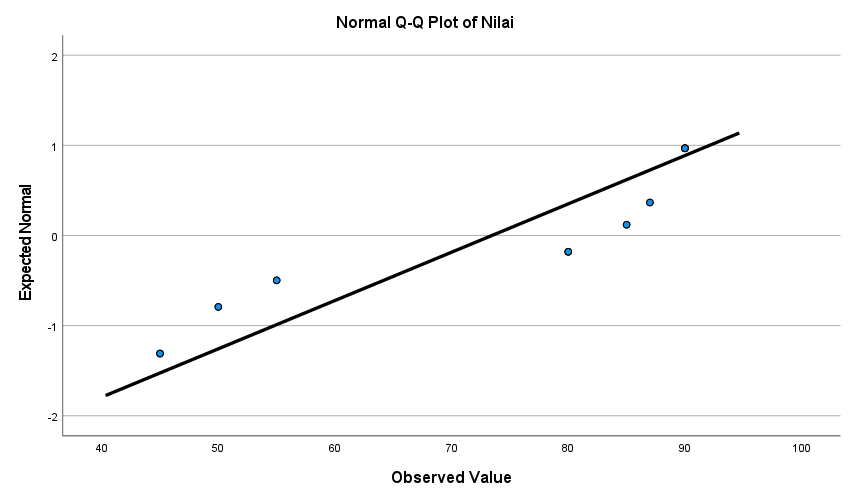 Normal Q-Q Plot of Nilai
2
1
0
-1
-2
Expected Normal
40 50 60 70 80 90 100
Observed Value